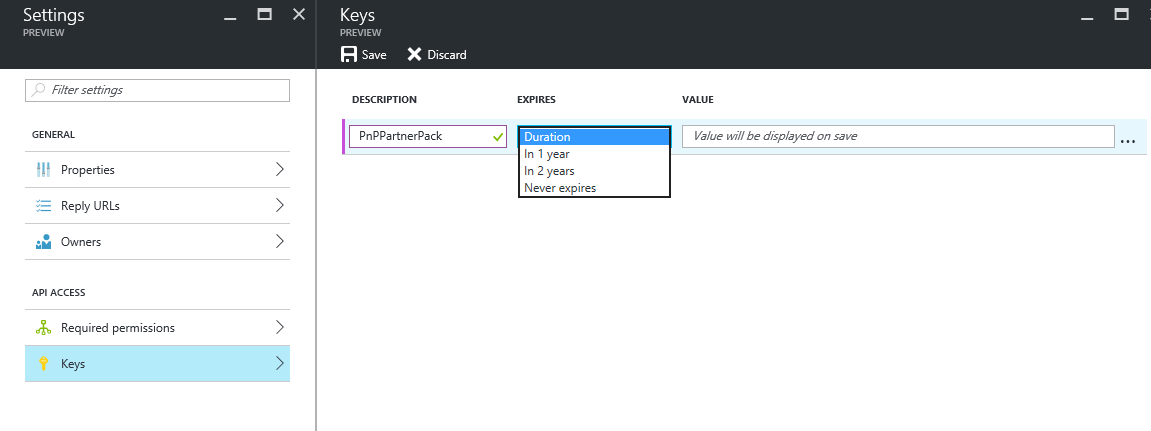 Settings
PREVIEW
Filter settings
GENERAL
Properties
Reply URLs
Owners
API ACCESS
Required permissions
Keys
Keys
PREVIEW
Save Discard
DESCRIPTION EXPIRES VALUE
PnPPartnerPack Duration Value will be displayed on save ...
In 1 year
In 2 years
Never expires